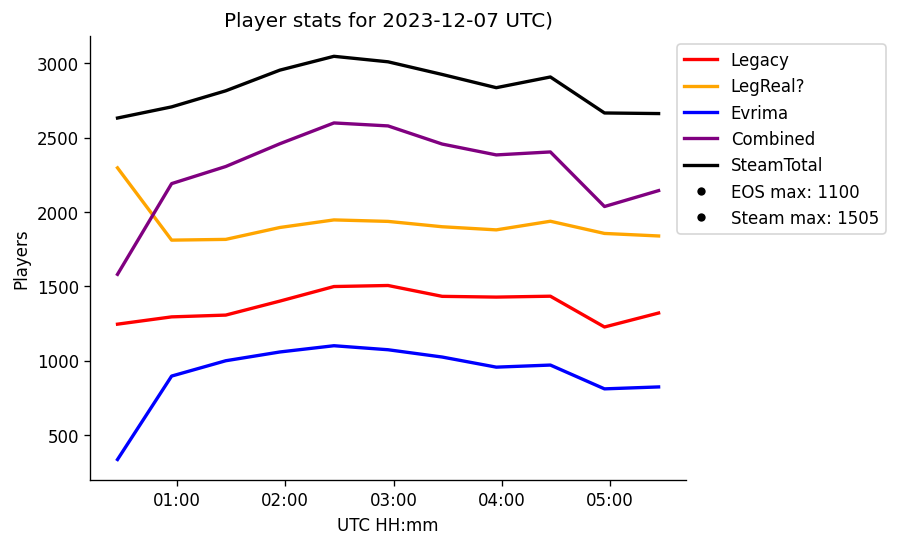 Player stats for 2023-12-07 UTC)
Players
3000
2500
2000
1500
1000
500
01:00 02:00 03:00 04:00 05:00
UTC HH:mm
Legacy
LegReal?
Evrima
Combined
SteamTotal
EOS max: 1100
Steam max: 1505